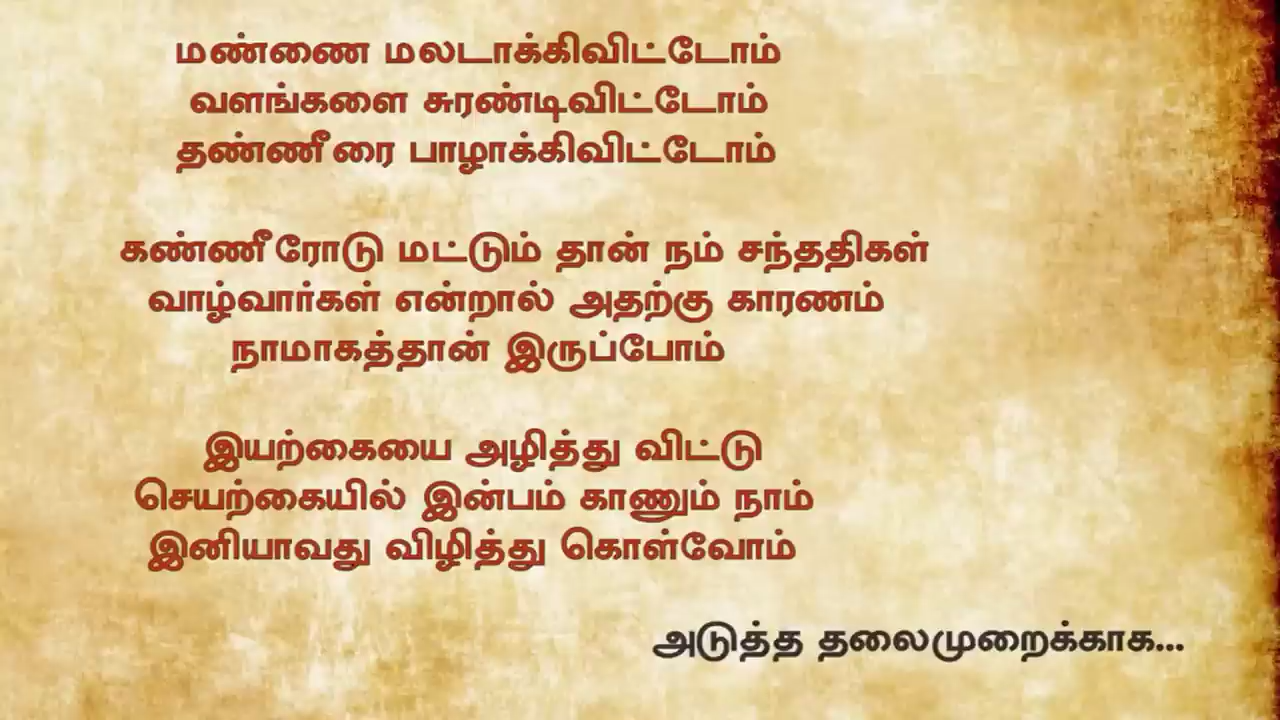 மண்ணை மலடாக்கிவிட்டோம்
வளங்களை சுரண்டிவிட்டோம்
தண்ணீரை பாழாக்கிவிட்டோம்
கண்ணீரோடு மட்டும் தான் நம் சந்ததிகள்
வாழ்வார்கள் என்றால் அதற்கு காரணம்
நாமாகத்தான் இருப்போம்
இயற்கையை அழித்து விட்டு
செயற்கையில் இன்பம் காணும் நாம்
இனியாவது விழித்து கொள்வோம்
அடுத்த தலைமுறைக்காக...